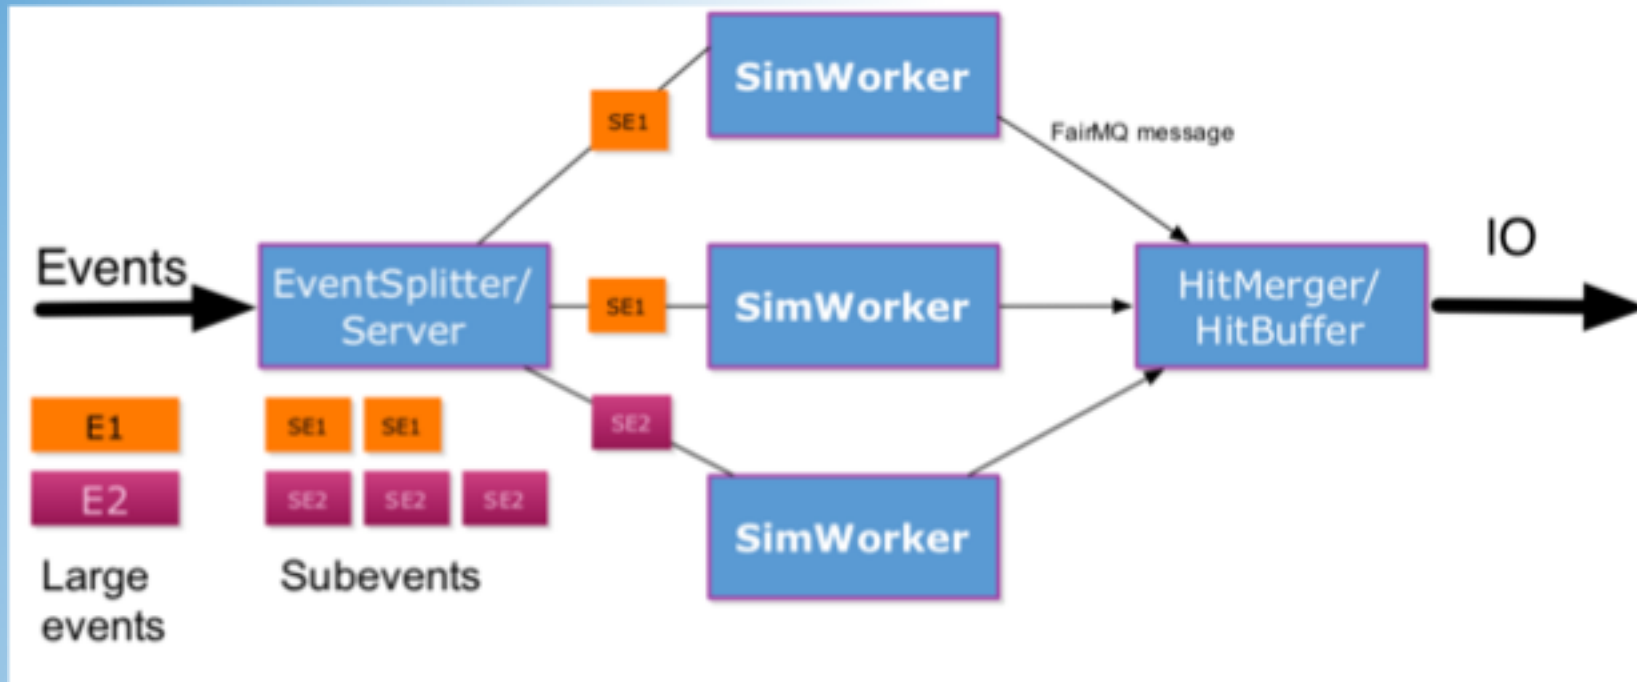 SimWorker
SE1
FairMQ message
Events
EventSplitter/
Server
SE1
SimWorker
HitMerger/
HitBuffer
IO
E1
SE1 SE1
SE2
E2
SE2 SE2 SE2
SimWorker
Large
events
Subevents